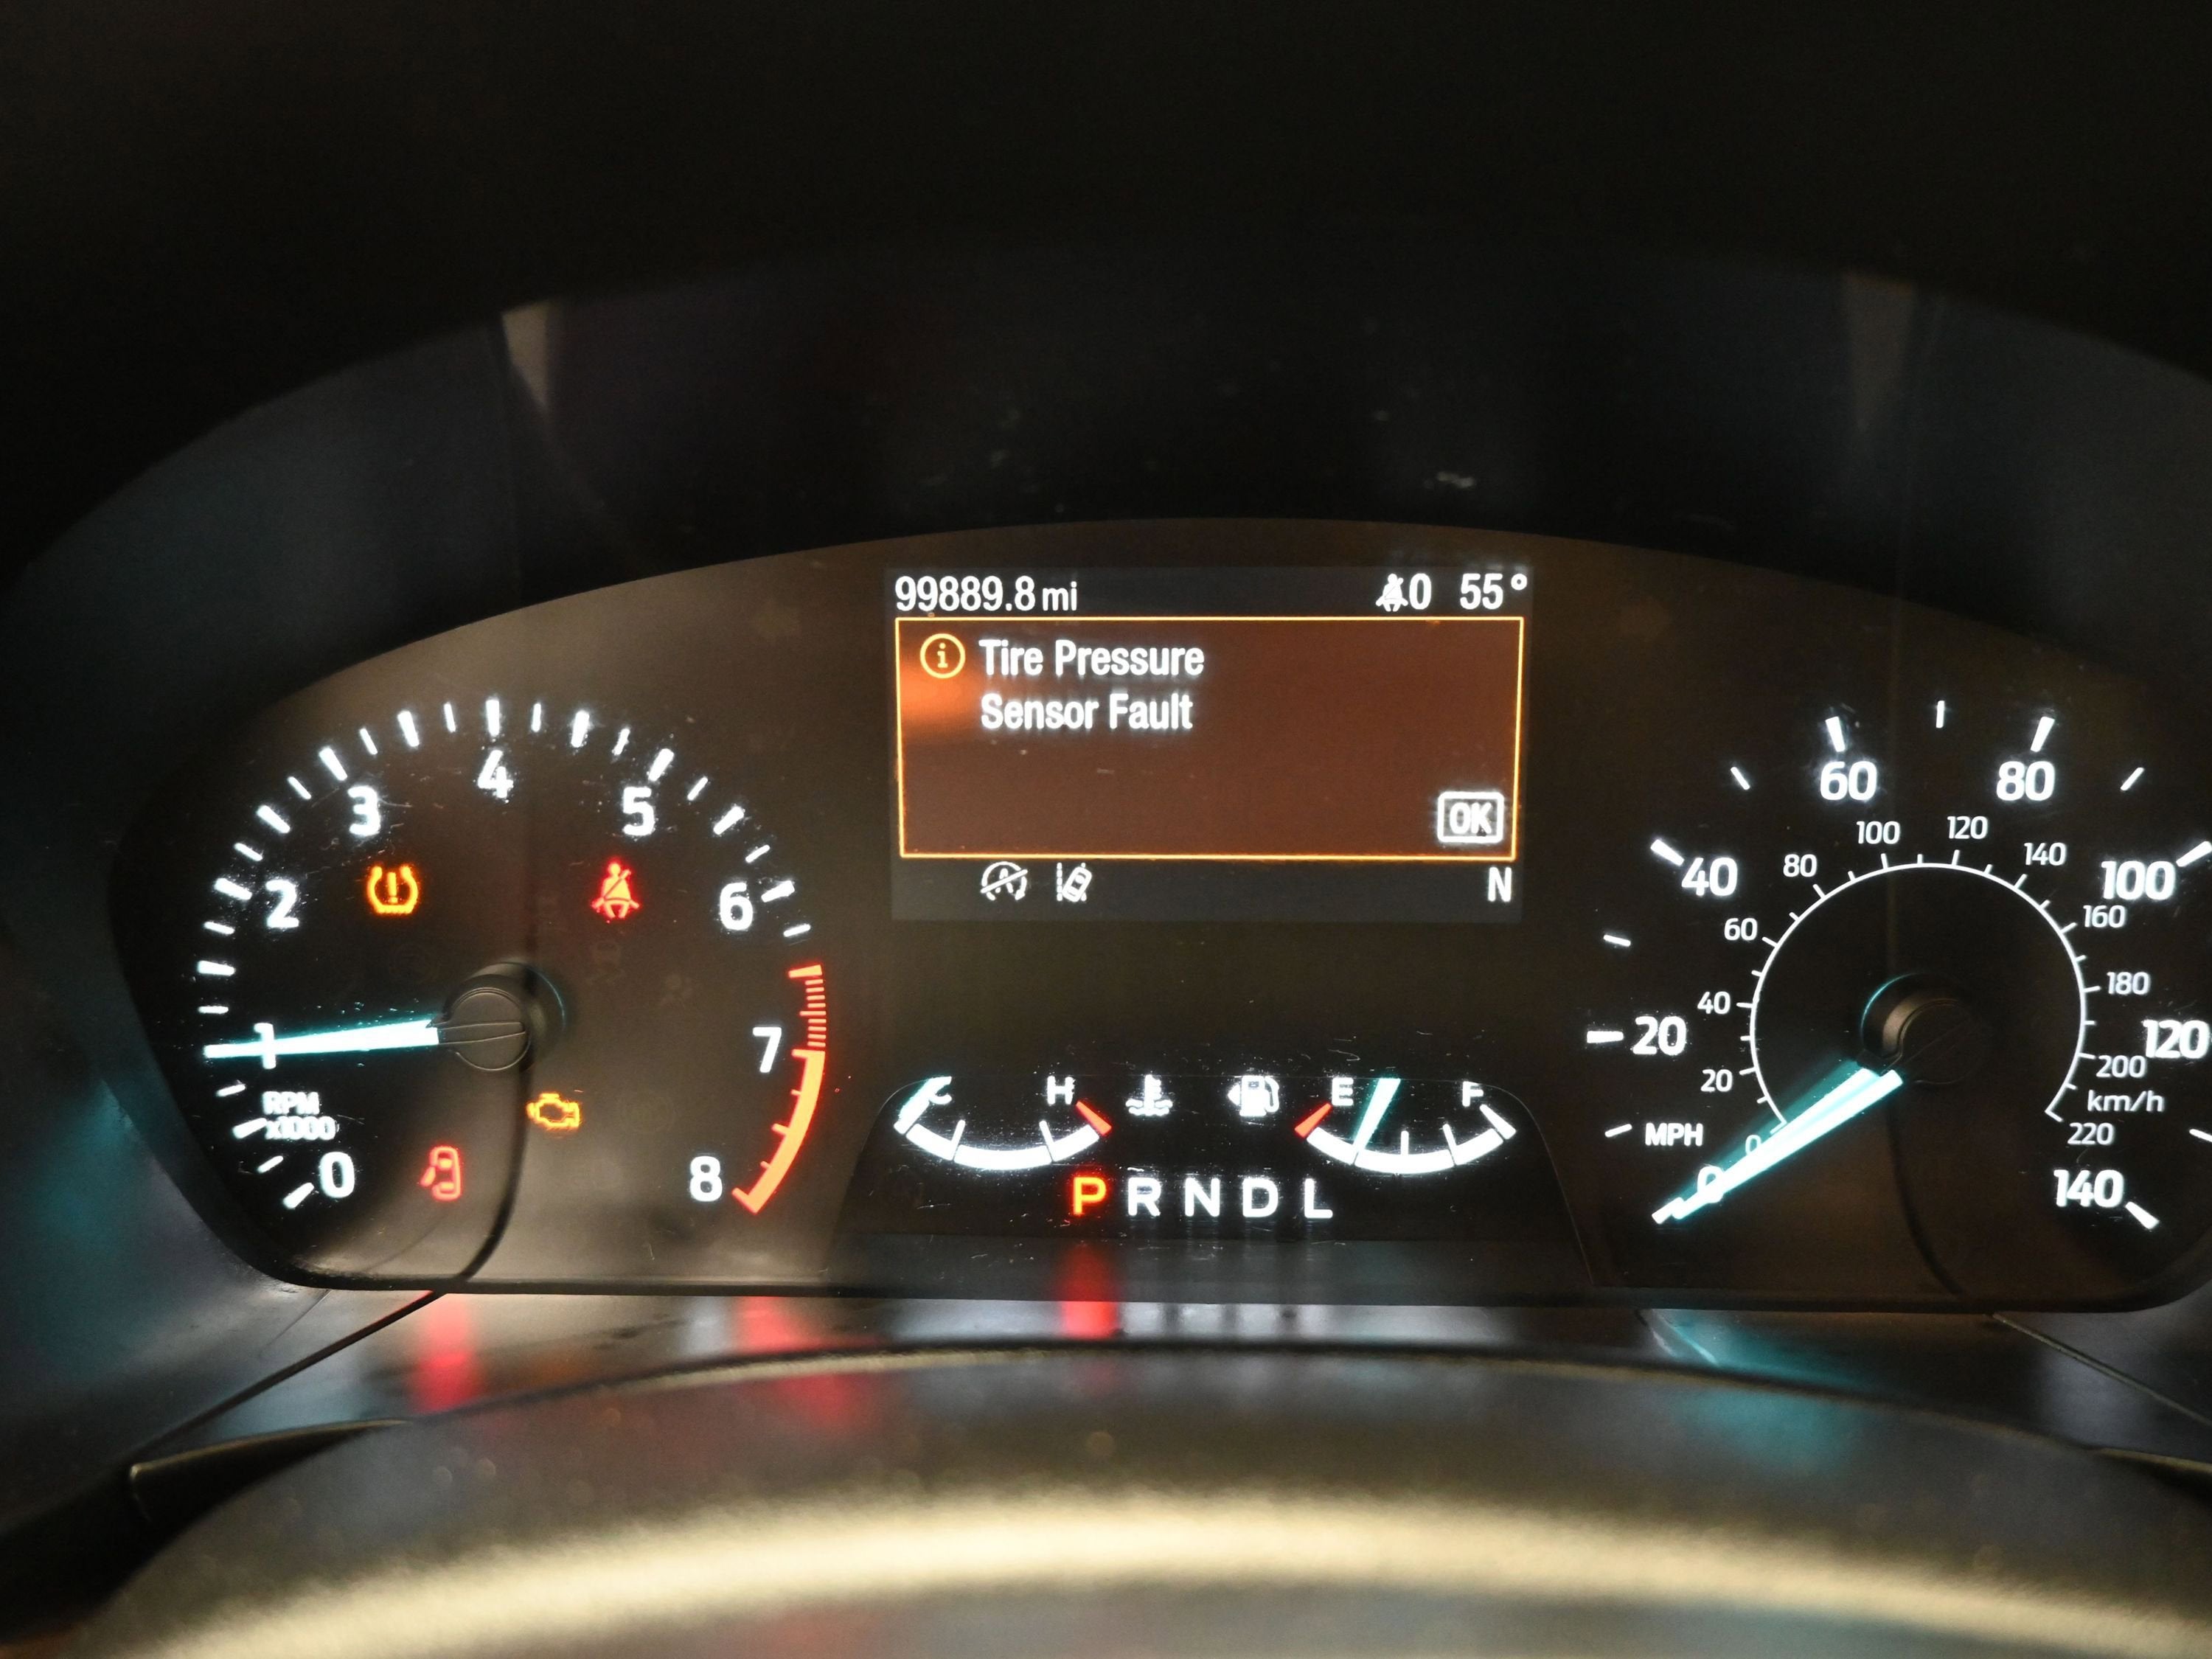 99889.8 mi 0 55°
Tire Pressure
Sensor Fault
OK
N
0 1 2 3 4 5 6 7 8
RPM
x1000
C H
E F
P R N D L
0 20 40 60 80 100 120 140
MPH
0 20 40 60 80 100 120 140 160 180 200 220
km/h